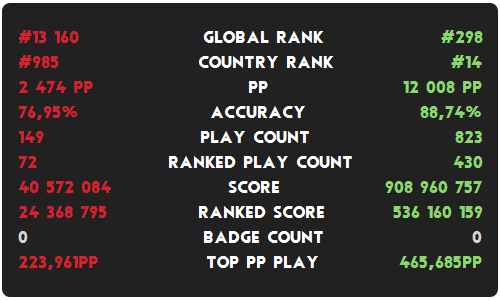 #13 160 GLOBAL RANK #298
#985 COUNTRY RANK #14
2 474 PP PP 12 008 PP
76,95% ACCURACY 88,74%
149 PLAY COUNT 823
72 RANKED PLAY COUNT 430
40 572 084 SCORE 908 960 757
24 368 795 RANKED SCORE 536 160 159
0 BADGE COUNT 0
223,961PP TOP PP PLAY 465,685PP